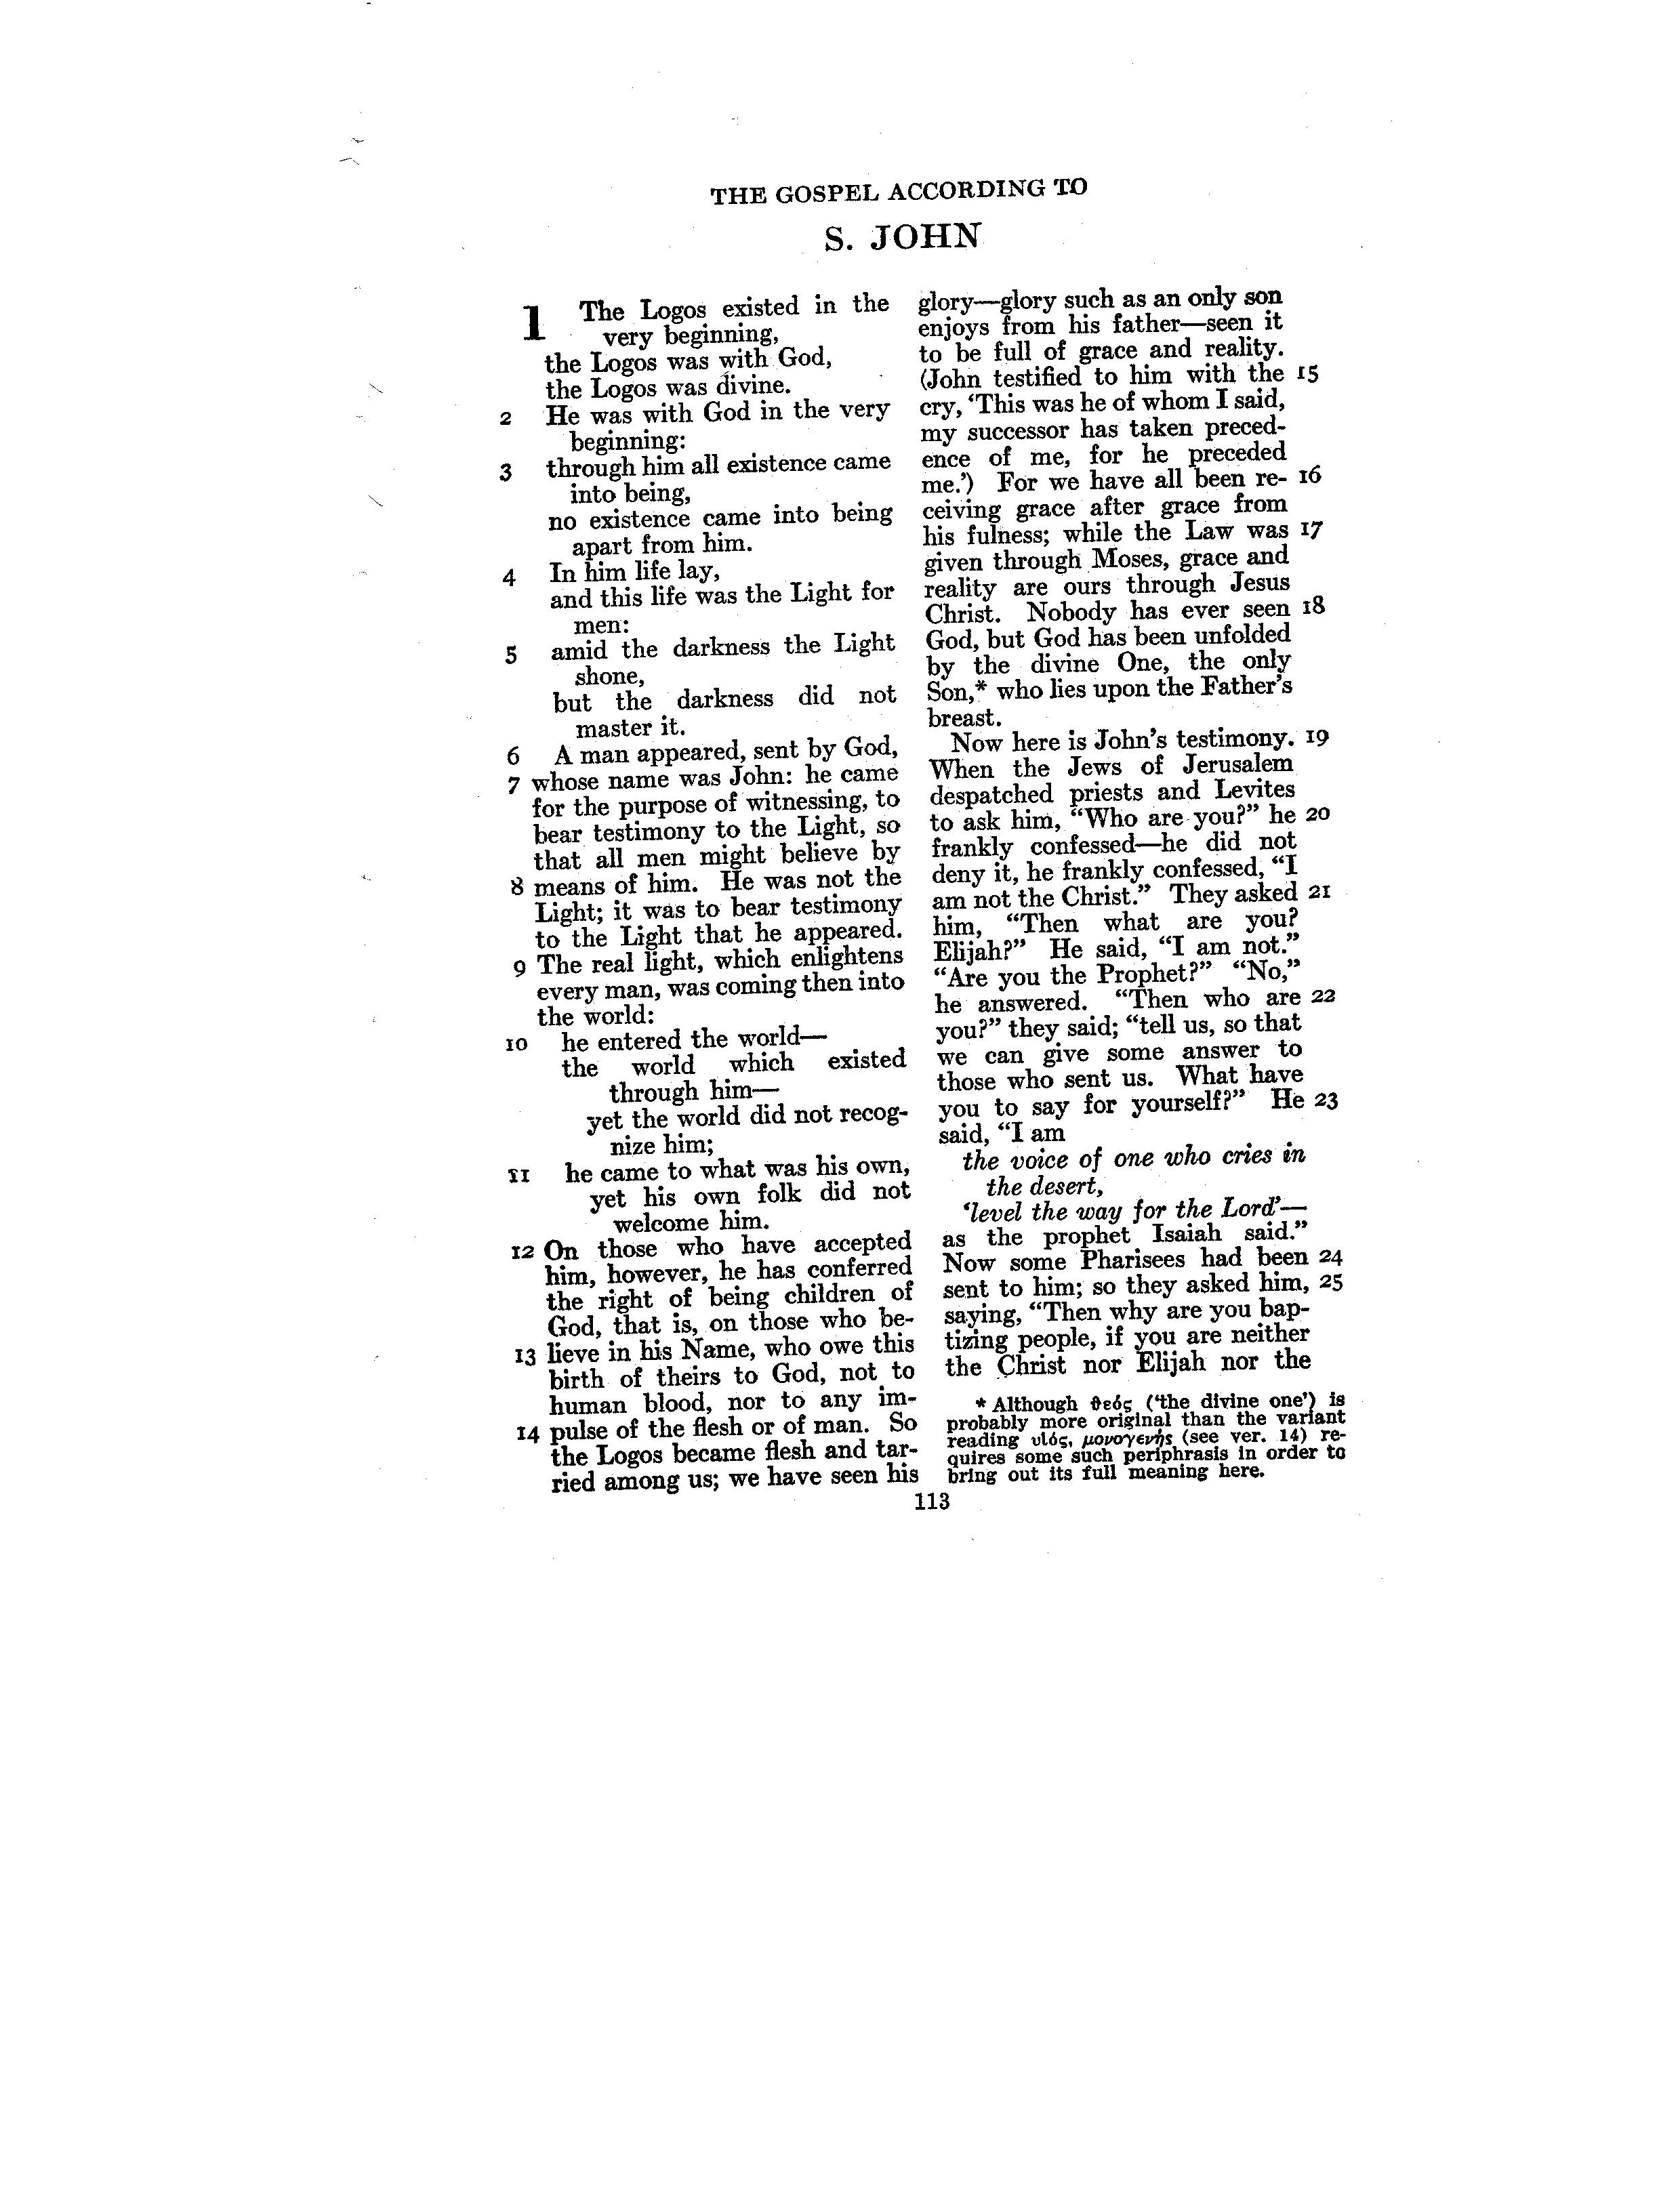 THE GOSPEL ACCORDING TO
S. JOHN
1 The Logos existed in the
very beginning,
the Logos was with God,
the Logos was divine.
2 He was with God in the very
beginning:
3 through him all existence came
into being,
no existence came into being
apart from him.
4 In him life lay,
and this life was the Light for
men:
5 amid the darkness the Light
shone,
but the darkness did not
master it.
6 A man appeared, sent by God,
7 whose name was John: he came
for the purpose of witnessing, to
bear testimony to the Light, so
that all men might believe by
8 means of him. He was not the
Light; it was to bear testimony
to the Light that he appeared.
9 The real light, which enlightens
every man, was coming then into
the world:
10 he entered the world—
the world which existed
through him—
yet the world did not recog-
nize him;
11 he came to what was his own,
yet his own folk did not
welcome him.
12 On those who have accepted
him, however, he has conferred
the right of being children of
God, that is, on those who be-
13 lieve in his Name, who owe this
birth of theirs to God, not to
human blood, nor to any im-
14 pulse of the flesh or of man. So
the Logos became flesh and tar-
ried among us; we have seen his
glory—glory such as an only son
enjoys from his father—seen it
to be full of grace and reality.
(John testified to him with the 15
cry, ‘This was he of whom I said,
my successor has taken preced-
ence of me, for he preceded
me.’) For we have all been re- 16
ceiving grace after grace from
his fulness; while the Law was 17
given through Moses, grace and
reality are ours through Jesus
Christ. Nobody has ever seen 18
God, but God has been unfolded
by the divine One, the only
Son,* who lies upon the Father’s
breast.
Now here is John’s testimony. 19
When the Jews of Jerusalem
despatched priests and Levites
to ask him, “Who are you?” he 20
frankly confessed—he did not
deny it, he frankly confessed, “I
am not the Christ.” They asked 21
him, “Then what are you?
Elijah?” He said, “I am not.”
“Are you the Prophet?” “No,”
he answered. “Then who are 22
you?” they said; “tell us, so that
we can give some answer to
those who sent us. What have
you to say for yourself?” He 23
said, “I am
the voice of one who cries in
the desert,
‘level the way for the Lord’—
as the prophet Isaiah said.”
Now some Pharisees had been 24
sent to him; so they asked him, 25
saying, “Then why are you bap-
tizing people, if you are neither
the Christ nor Elijah nor the
* Although θεός (‘the divine one’) is
probably more original than the variant
reading υἱός, μονογενής (see ver. 14) re-
quires some such periphrasis in order to
bring out its full meaning here.
113